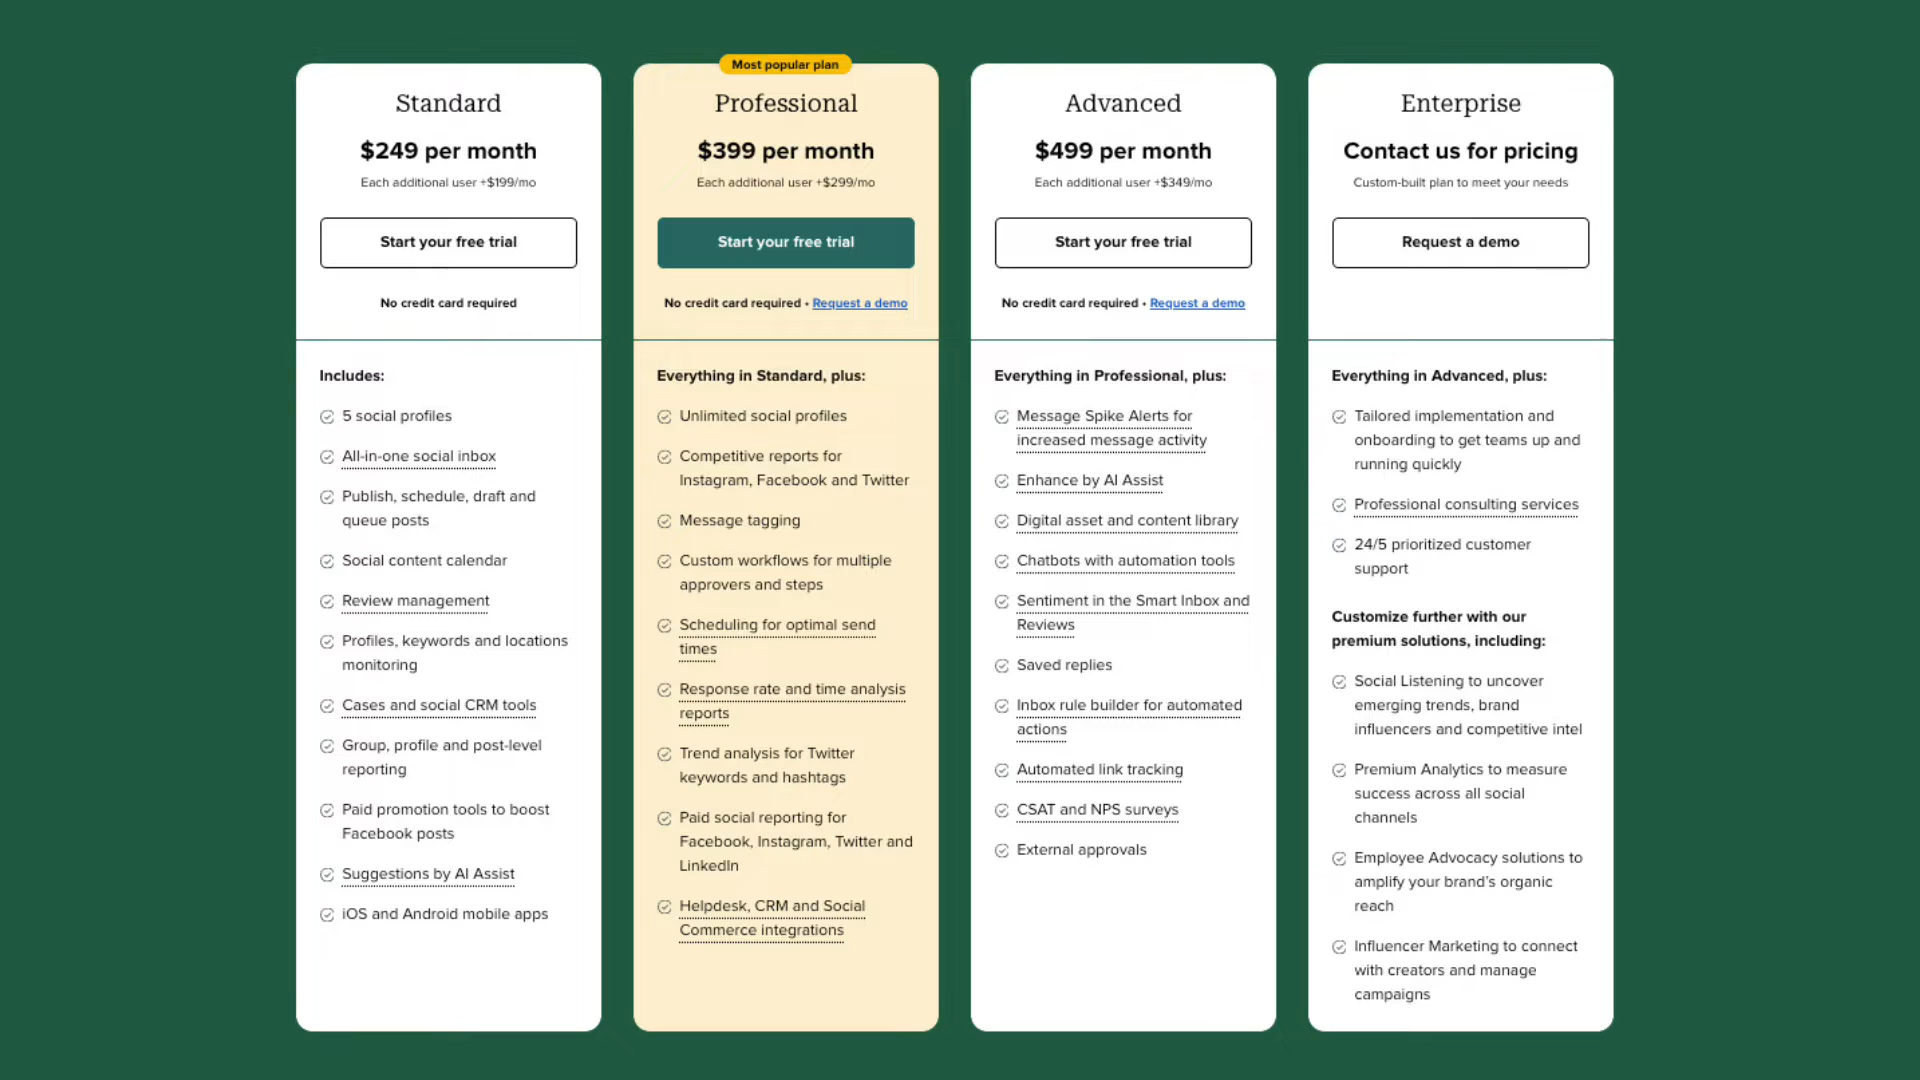 Standard
$249 per month
Each additional user +$199/mo
Start your free trial
No credit card required
Includes:
5 social profiles
All-in-one social inbox
Publish, schedule, draft and
queue posts
Social content calendar
Review management
Profiles, keywords and locations
monitoring
Cases and social CRM tools
Group, profile and post-level
reporting
Paid promotion tools to boost
Facebook posts
Suggestions by AI Assist
iOS and Android mobile apps
Most popular plan
Professional
$399 per month
Each additional user +$299/mo
Start your free trial
No credit card required • Request a demo
Everything in Standard, plus:
Unlimited social profiles
Competitive reports for
Instagram, Facebook and Twitter
Message tagging
Custom workflows for multiple
approvers and steps
Scheduling for optimal send
times
Response rate and time analysis
reports
Trend analysis for Twitter
keywords and hashtags
Paid social reporting for
Facebook, Instagram, Twitter and
LinkedIn
Helpdesk, CRM and Social
Commerce integrations
Advanced
$499 per month
Each additional user +$349/mo
Start your free trial
No credit card required • Request a demo
Everything in Professional, plus:
Message Spike Alerts for
increased message activity
Enhance by AI Assist
Digital asset and content library
Chatbots with automation tools
Sentiment in the Smart Inbox and
Reviews
Saved replies
Inbox rule builder for automated
actions
Automated link tracking
CSAT and NPS surveys
External approvals
Enterprise
Contact us for pricing
Custom-built plan to meet your needs
Request a demo
Everything in Advanced, plus:
Tailored implementation and
onboarding to get teams up and
running quickly
Professional consulting services
24/5 prioritized customer
support
Customize further with our
premium solutions, including:
Social Listening to uncover
emerging trends, brand
influencers and competitive intel
Premium Analytics to measure
success across all social
channels
Employee Advocacy solutions to
amplify your brand’s organic
reach
Influencer Marketing to connect
with creators and manage
campaigns